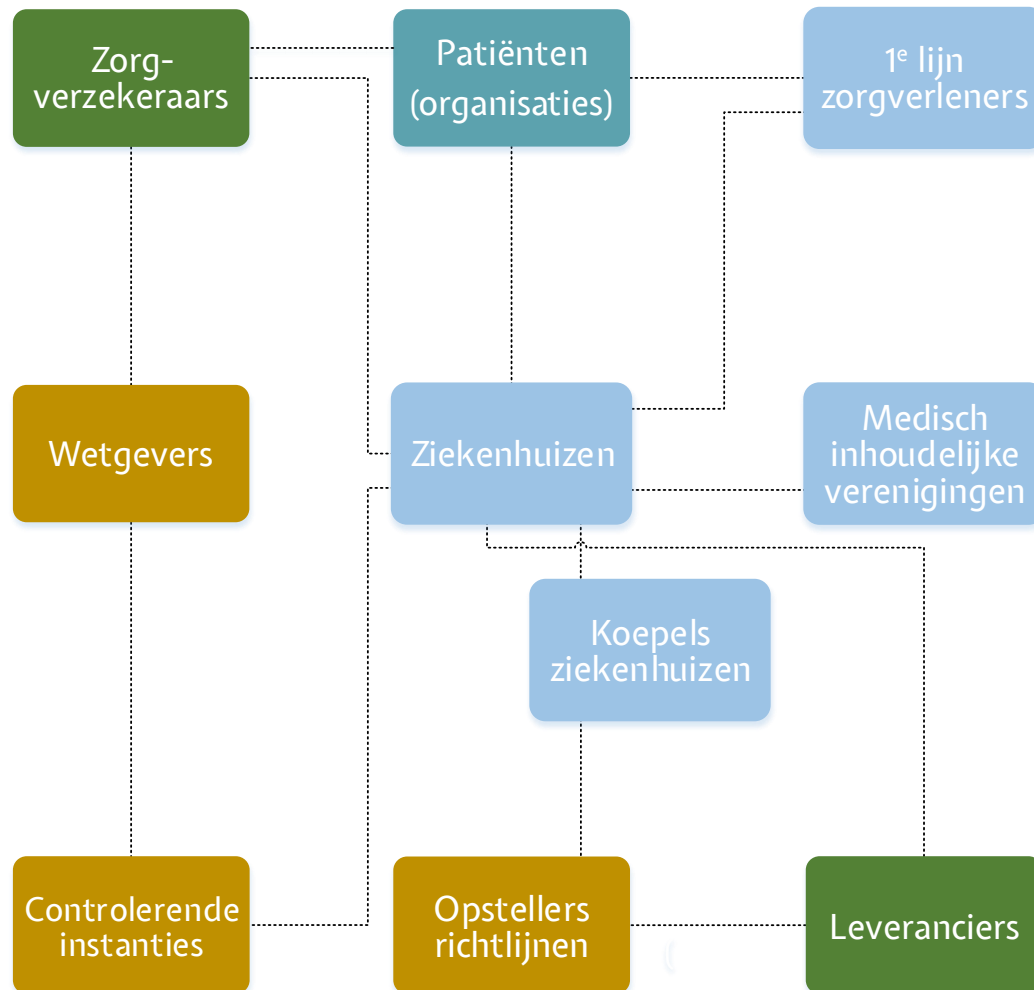 Zorg-
verzekeraars
Patiënten
(organisaties)
1e lijn
zorgverleners
Wetgevers
Ziekenhuizen
Medisch
inhoudelijke
verenigingen
Koepels
ziekenhuizen
Controlerende
instanties
Opstellers
richtlijnen
Leveranciers